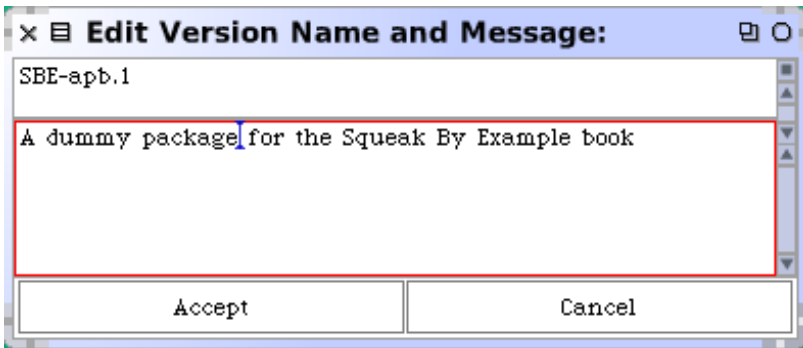 Edit Version Name and Message:
SBE-apb.1
A dummy package for the Squeak By Example book
Accept
Cancel